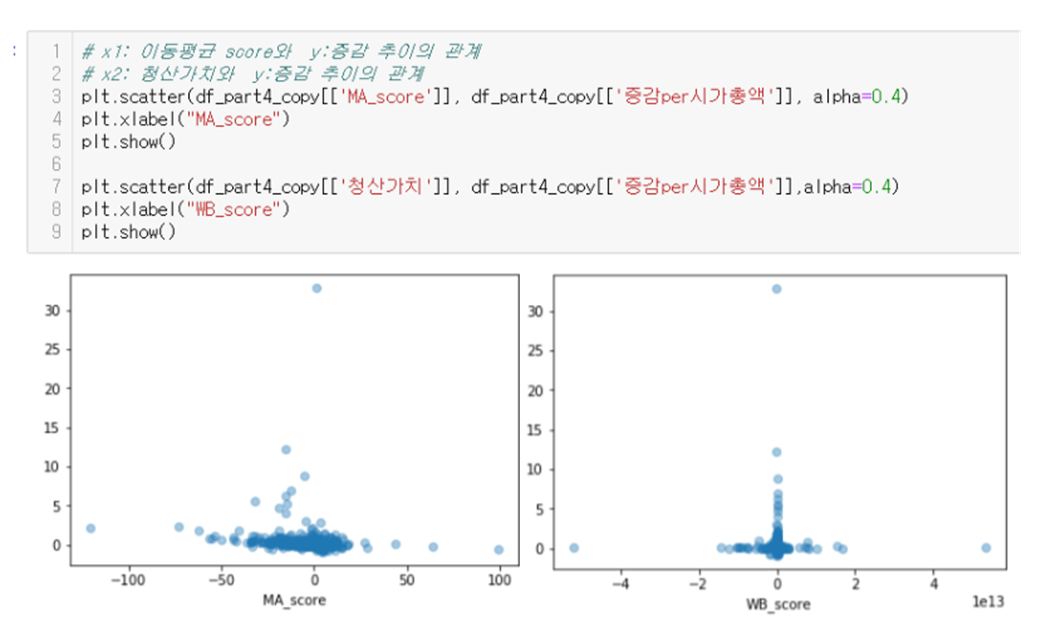 :
1 # x1: 이동평균 score와 y:증감 추이의 관계
2 # x2: 청산가치와 y:증감 추이의 관계
3 plt.scatter(df_part4_copy[['MA_score']], df_part4_copy[['증감per시가총액']], alpha=0.4)
4 plt.xlabel("MA_score")
5 plt.show()
6
7 plt.scatter(df_part4_copy[['청산가치']], df_part4_copy[['증감per시가총액']],alpha=0.4)
8 plt.xlabel("WB_score")
9 plt.show()
30
25
20
15
10
5
0
−100 −50 0 50 100
MA_score
30
25
20
15
10
5
0
−4 −2 0 2 4
1e13
WB_score